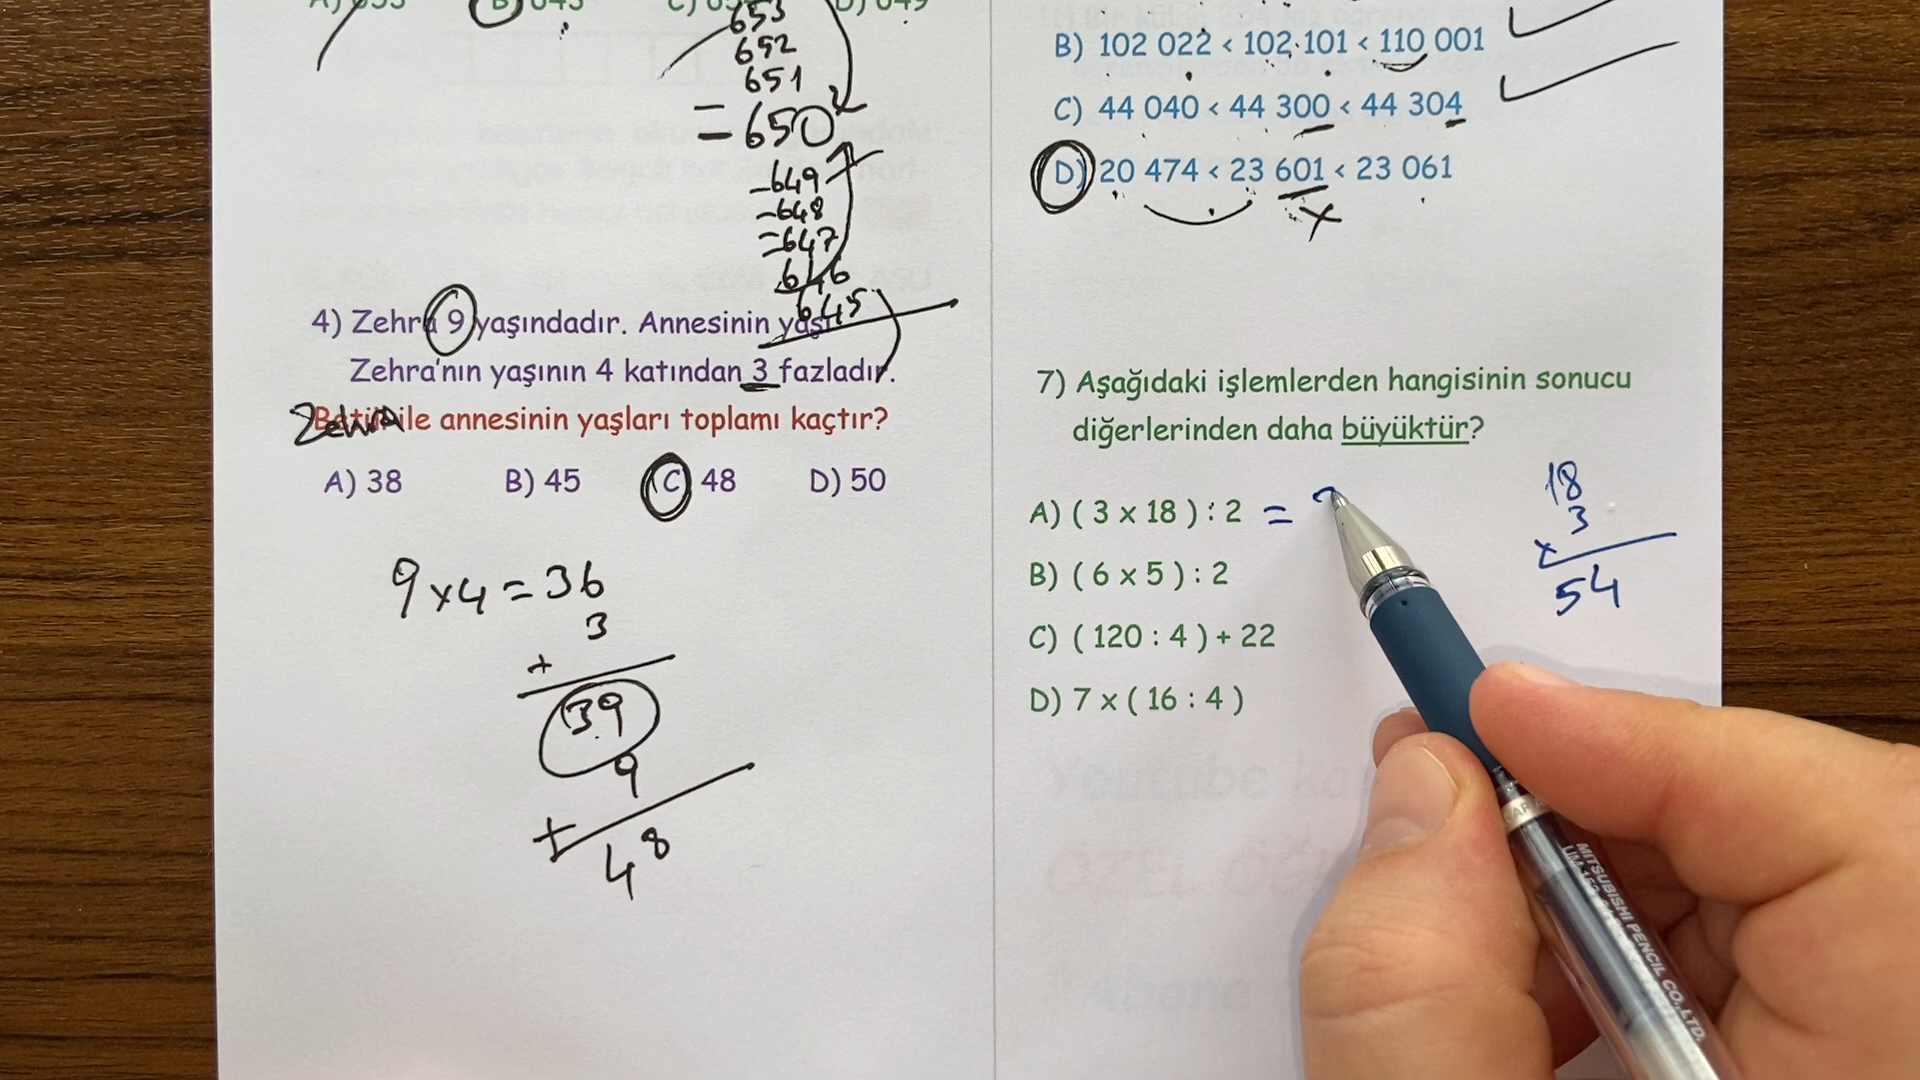 B) 645
653
652
651
= 650
- 649
- 648
= 647
646
645
4) Zehra 9 yaşındadır. Annesinin yaşı
Zehra'nın yaşının 4 katından 3 fazladır.
Zehra ile annesinin yaşları toplamı kaçtır?
A) 38 B) 45 C) 48 D) 50
9 x 4 = 36
3
+
39
9
+
48
B) 102 022 < 102 101 < 110 001
C) 44 040 < 44 300 < 44 304
D) 20 474 < 23 601 < 23 061
x
7) Aşağıdaki işlemlerden hangisinin sonucu
diğerlerinden daha büyüktür?
A) ( 3 x 18 ) : 2 =
B) ( 6 x 5 ) : 2
C) ( 120 : 4 ) + 22
D) 7 x ( 16 : 4 )
18
3
x
54
MITSUBISHI PENCIL CO.,LTD.